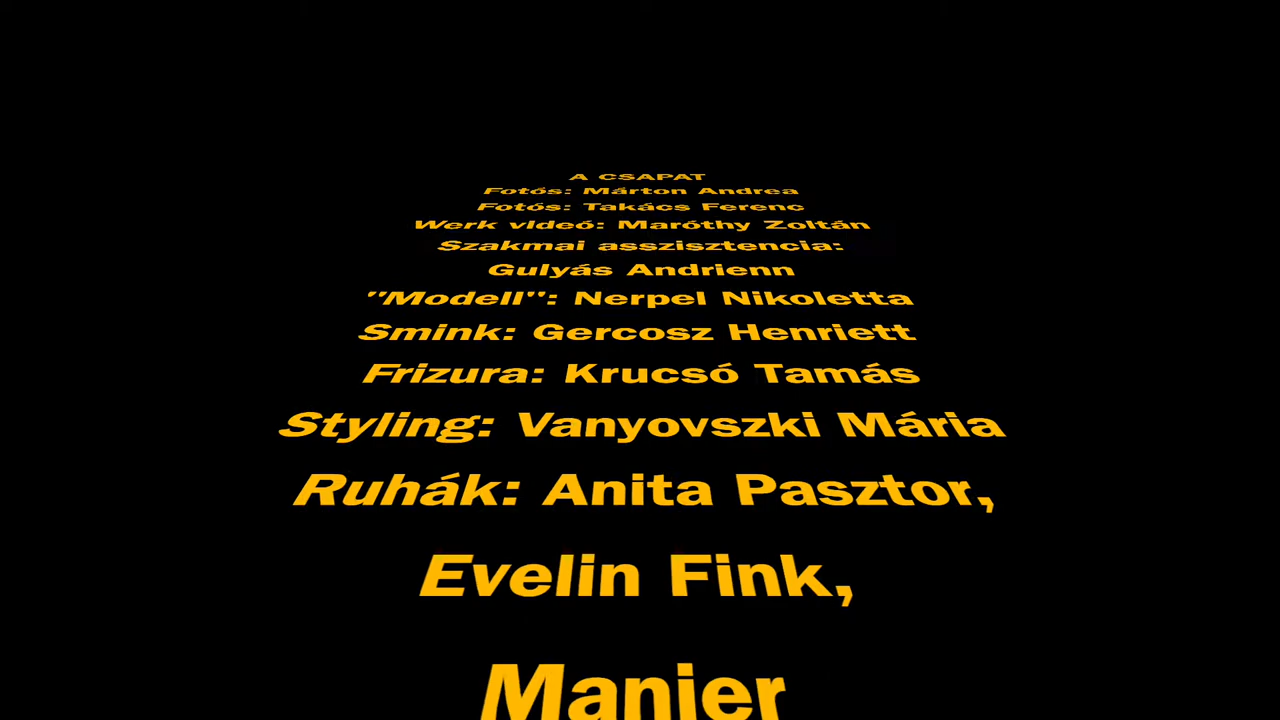 A CSAPAT
Fotós: Márton Andrea
Fotós: Takács Ferenc
Werk videó: Maróthy Zoltán
Szakmai asszisztencia:
Gulyás Andrienn
"Modell": Nerpel Nikoletta
Smink: Gercosz Henriett
Frizura: Krucsó Tamás
Styling: Vanyovszki Mária
Ruhák: Anita Pasztor,
Evelin Fink,
Manier